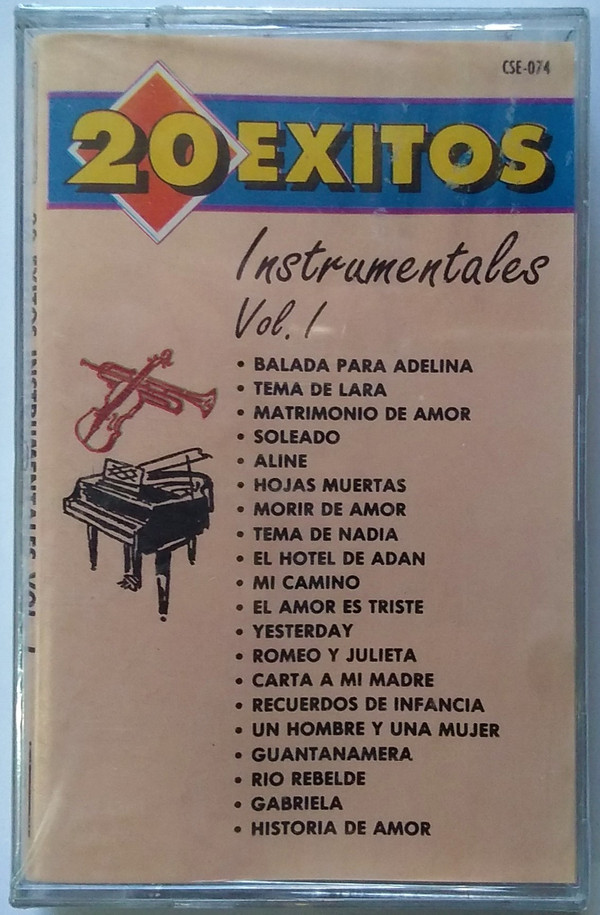 CSE-074
20 EXITOS
Instrumentales
Vol. 1
• BALADA PARA ADELINA
• TEMA DE LARA
• MATRIMONIO DE AMOR
• SOLEADO
• ALINE
• HOJAS MUERTAS
• MORIR DE AMOR
• TEMA DE NADIA
• EL HOTEL DE ADAN
• MI CAMINO
• EL AMOR ES TRISTE
• YESTERDAY
• ROMEO Y JULIETA
• CARTA A MI MADRE
• RECUERDOS DE INFANCIA
• UN HOMBRE Y UNA MUJER
• GUANTANAMERA
• RIO REBELDE
• GABRIELA
• HISTORIA DE AMOR